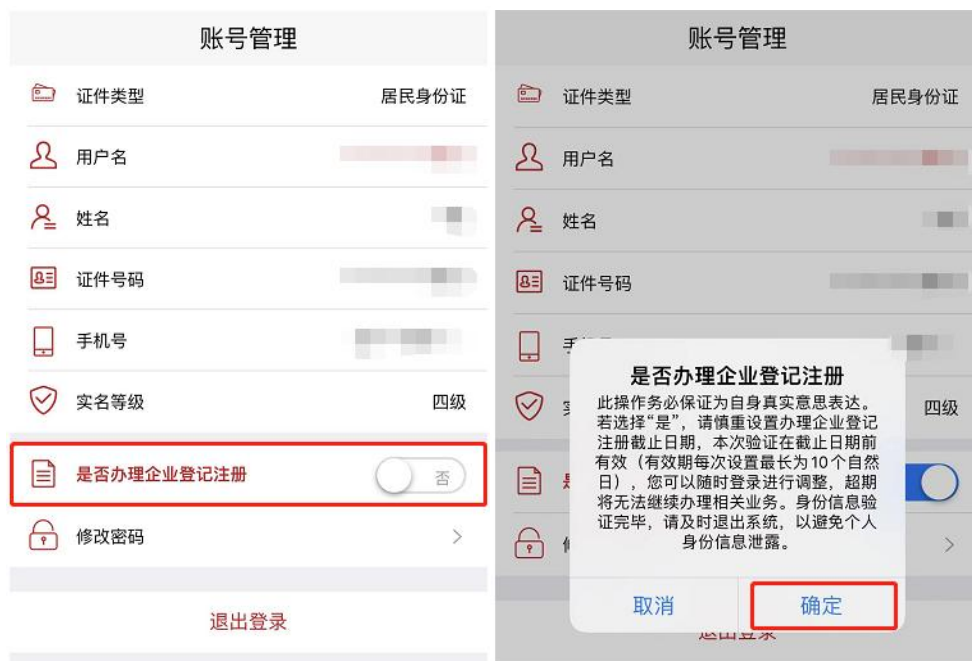 账号管理
证件类型
居民身份证
用户名
姓名
证件号码
手机号
实名等级
四级
是否办理企业登记注册
否
修改密码
退出登录
账号管理
证件类型
居民身份证
用户名
姓名
证件号码
四级
是否办理企业登记注册
此操作务必保证为自身真实意思表达。
若选择“是”，请慎重设置办理企业登记
注册截止日期，本次验证在截止日期前
有效（有效期每次设置最长为10个自然
日），您可以随时登录进行调整，超期
将无法继续办理相关业务。身份信息验
证完毕，请及时退出系统，以避免个人
身份信息泄露。
取消
确定
退出登录